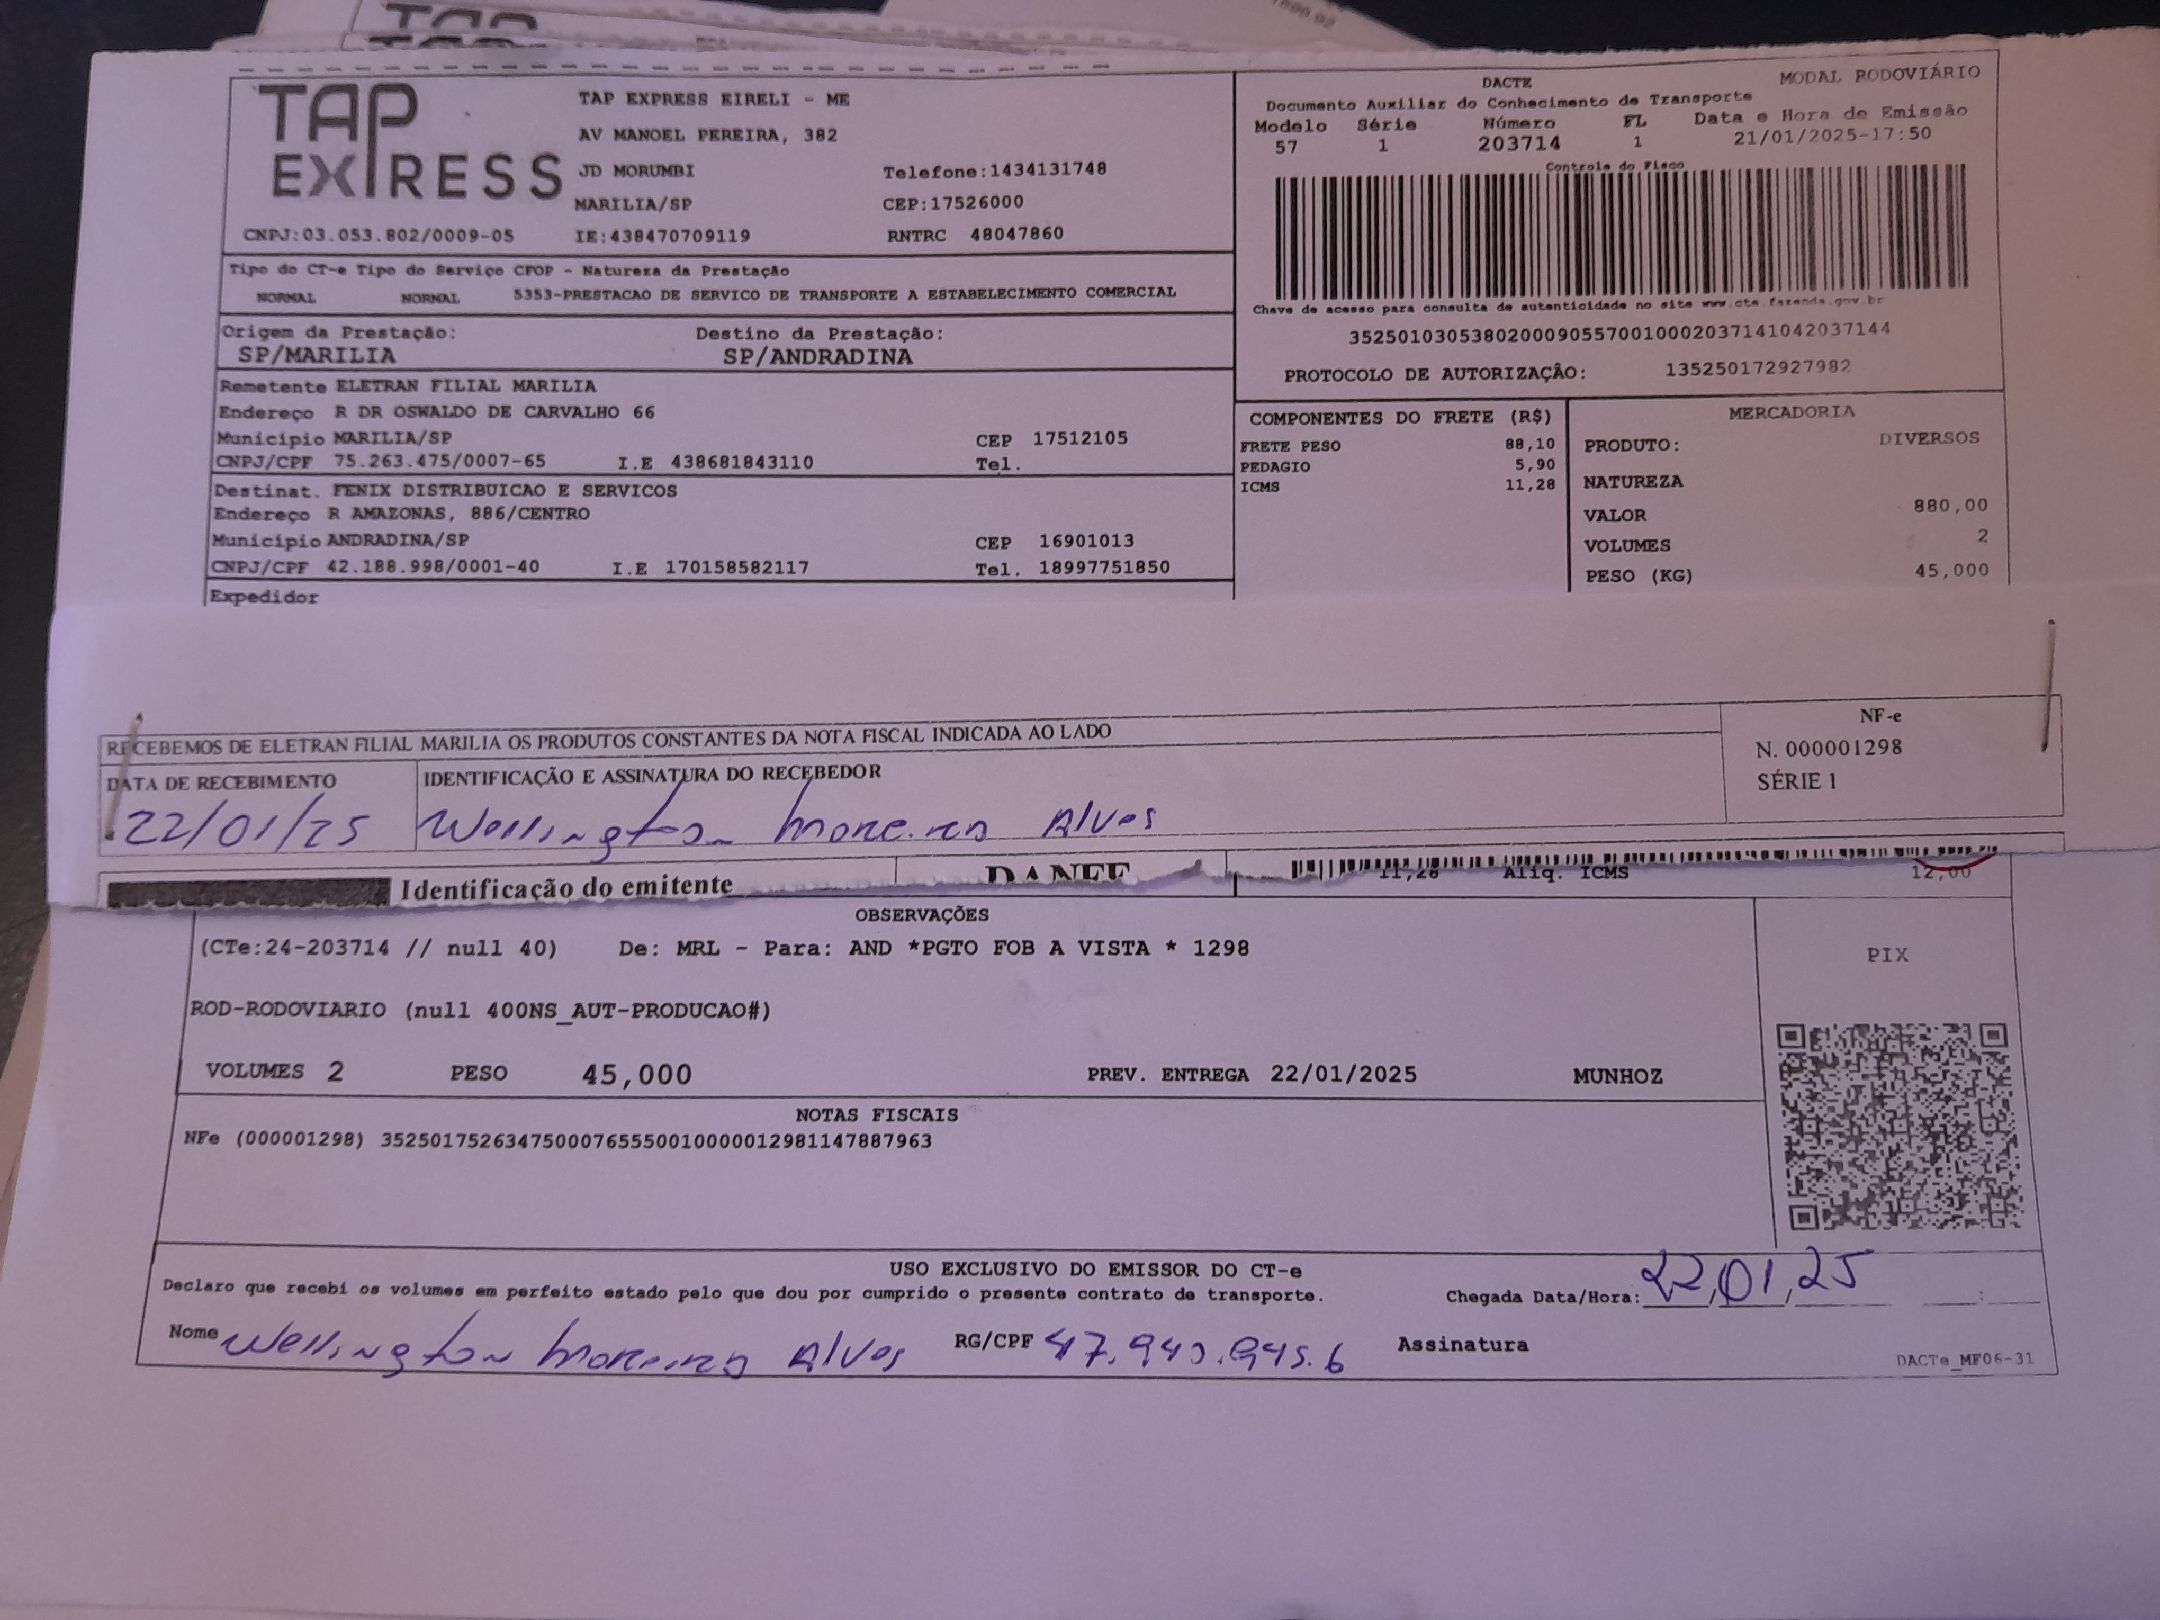 TAP EXPRESS
TAP EXPRESS EIRELI - ME
AV MANOEL PEREIRA, 382
JD MORUMBI Telefone:1434131748
MARILIA/SP CEP:17526000
CNPJ:03.053.802/0009-05 IE:438470709119 RNTRC 48047860
DACTE MODAL RODOVIÁRIO
Documento Auxiliar do Conhecimento de Transporte
Modelo Série Número FL Data e Hora de Emissão
57 1 203714 1 21/01/2025-17:50
Controle do Fisco
Chave de acesso para consulta de autenticidade no site www.cte.fazenda.gov.br
35250103053802000905570010002037141042037144
PROTOCOLO DE AUTORIZAÇÂO: 135250172927982
Tipo do CT-e Tipo do Serviço CFOP - Natureza da Prestação
NORMAL NORMAL 5353-PRESTACAO DE SERVICO DE TRANSPORTE A ESTABELECIMENTO COMERCIAL
Origem da Prestação: Destino da Prestação:
SP/MARILIA SP/ANDRADINA
Remetente ELETRAN FILIAL MARILIA
Endereço R DR OSWALDO DE CARVALHO 66
Municipio MARILIA/SP CEP 17512105
CNPJ/CPF 75.263.475/0007-65 I.E 438681843110 Tel.
Destinat. FENIX DISTRIBUICAO E SERVICOS
Endereço R AMAZONAS, 886/CENTRO
Municipio ANDRADINA/SP CEP 16901013
CNPJ/CPF 42.188.998/0001-40 I.E 170158582117 Tel. 18997751850
Expedidor
COMPONENTES DO FRETE (R$)
FRETE PESO 88,10
PEDAGIO 5,90
ICMS 11,28
MERCADORIA
PRODUTO: DIVERSOS
NATUREZA
VALOR 880,00
VOLUMES 2
PESO (KG) 45,000
RECEBEMOS DE ELETRAN FILIAL MARILIA OS PRODUTOS CONSTANTES DA NOTA FISCAL INDICADA AO LADO
NF-e
N. 000001298
SÉRIE 1
DATA DE RECEBIMENTO IDENTIFICAÇÃO E ASSINATURA DO RECEBEDOR
22/01/25 Wellington Moreira Alves
Identificação do emitente DANFE 11,28 Aliq. ICMS 12,00
OBSERVAÇÕES
(CTe:24-203714 // null 40) De: MRL - Para: AND *PGTO FOB A VISTA * 1298
PIX
ROD-RODOVIARIO (null 400NS_AUT-PRODUCAO#)
VOLUMES 2 PESO 45,000 PREV. ENTREGA 22/01/2025 MUNHOZ
NOTAS FISCAIS
NFe (000001298) 35250175263475000765550010000012981147887963
USO EXCLUSIVO DO EMISSOR DO CT-e
Declaro que recebi os volumes em perfeito estado pelo que dou por cumprido o presente contrato de transporte. Chegada Data/Hora: 22,01,25 :
Nome Wellington Moreira Alves RG/CPF Assinatura
DACTe_MF06-31